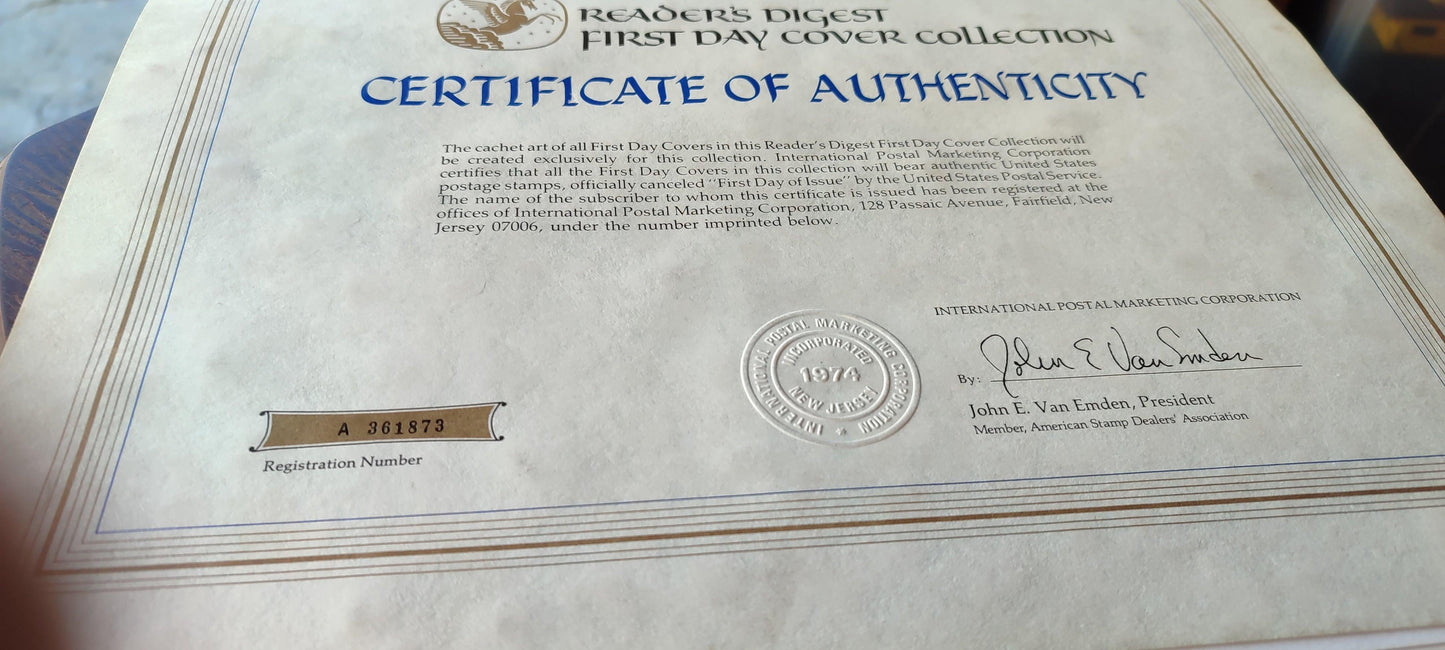 READER'S DIGEST
FIRST DAY COVER COLLECTION
CERTIFICATE OF AUTHENTICITY
The cachet art of all First Day Covers in this Reader's Digest First Day Cover Collection will
be created exclusively for this collection. International Postal Marketing Corporation
certifies that all the First Day Covers in this collection will bear authentic United States
postage stamps, officially canceled "First Day of Issue" by the United States Postal Service.
The name of the subscriber to whom this certificate is issued has been registered at the
offices of International Postal Marketing Corporation, 128 Passaic Avenue, Fairfield, New
Jersey 07006, under the number imprinted below.
INTERNATIONAL POSTAL MARKETING CORPORATION
INTERNATIONAL POSTAL MARKETING CORPORATION
INCORPORATED
1974
NEW JERSEY
By: John E Van Emden
John E. Van Emden, President
Member, American Stamp Dealers' Association
A 361873
Registration Number